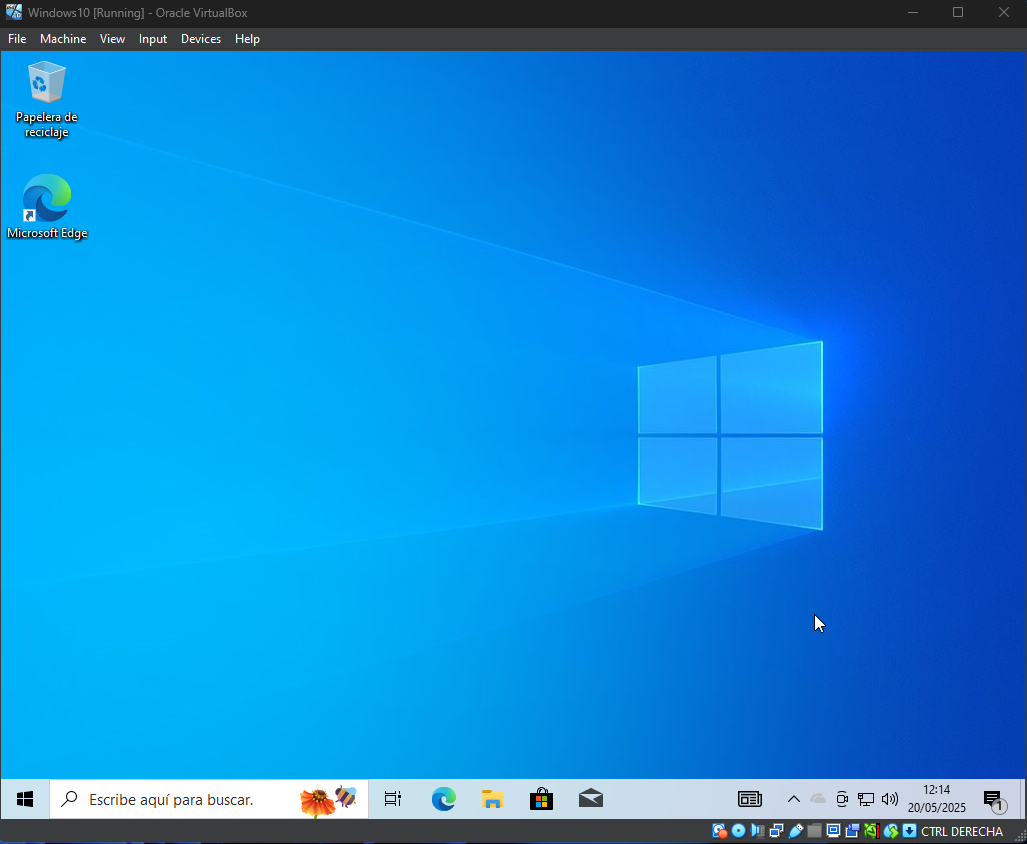 Windows10 [Running] - Oracle VirtualBox
File Machine View Input Devices Help
Papelera de
reciclaje
Microsoft Edge
Escribe aquí para buscar.
12:14
20/05/2025
1
CTRL DERECHA